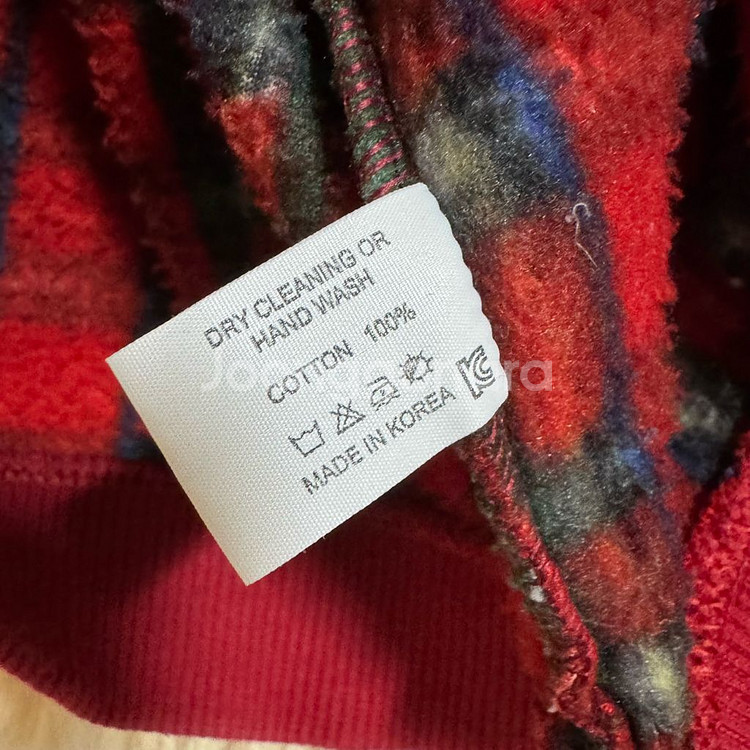 DRY CLEANING OR
HAND WASH
COTTON 100%
MADE IN KOREA